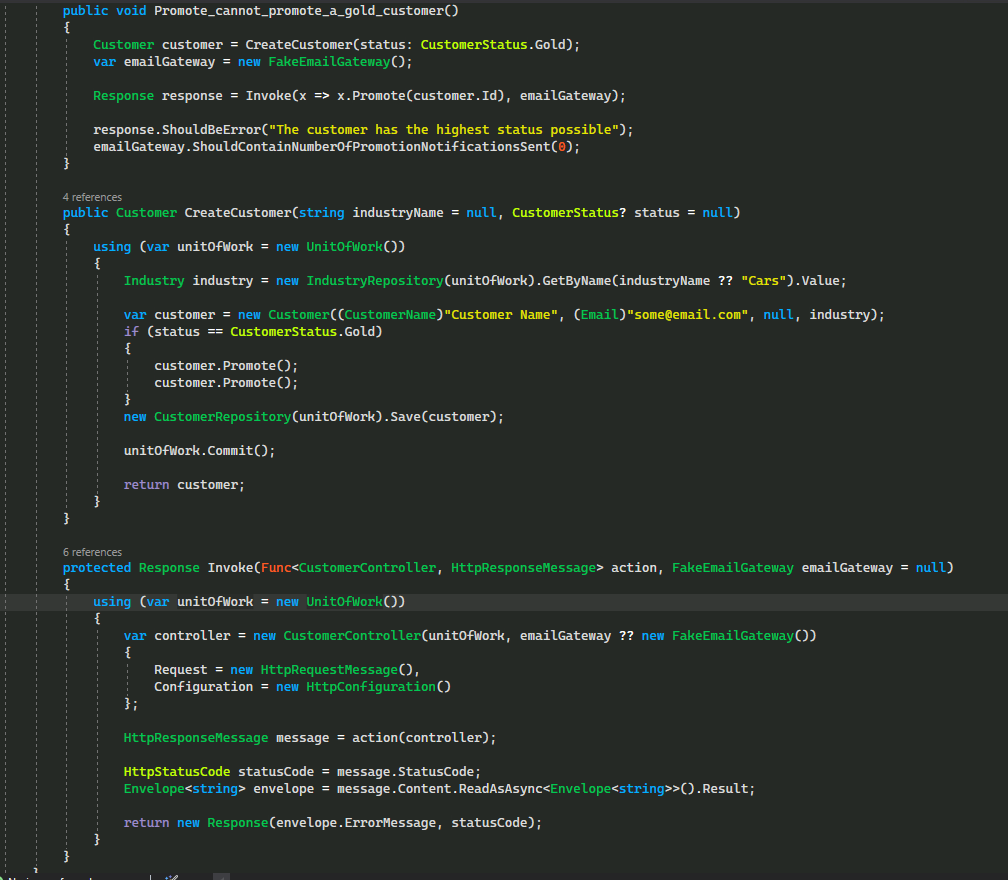 public void Promote_cannot_promote_a_gold_customer()
{
Customer customer = CreateCustomer(status: CustomerStatus.Gold);
var emailGateway = new FakeEmailGateway();
Response response = Invoke(x => x.Promote(customer.Id), emailGateway);
response.ShouldBeError("The customer has the highest status possible");
emailGateway.ShouldContainNumberOfPromotionNotificationsSent(0);
}
4 references
public Customer CreateCustomer(string industryName = null, CustomerStatus? status = null)
{
using (var unitOfWork = new UnitOfWork())
{
Industry industry = new IndustryRepository(unitOfWork).GetByName(industryName ?? "Cars").Value;
var customer = new Customer((CustomerName)"Customer Name", (Email)"some@email.com", null, industry);
if (status == CustomerStatus.Gold)
{
customer.Promote();
customer.Promote();
}
new CustomerRepository(unitOfWork).Save(customer);
unitOfWork.Commit();
return customer;
}
}
6 references
protected Response Invoke(Func<CustomerController, HttpResponseMessage> action, FakeEmailGateway emailGateway = null)
{
using (var unitOfWork = new UnitOfWork())
{
var controller = new CustomerController(unitOfWork, emailGateway ?? new FakeEmailGateway())
{
Request = new HttpRequestMessage(),
Configuration = new HttpConfiguration()
};
HttpResponseMessage message = action(controller);
HttpStatusCode statusCode = message.StatusCode;
Envelope<string> envelope = message.Content.ReadAsAsync<Envelope<string>>().Result;
return new Response(envelope.ErrorMessage, statusCode);
}
}
}